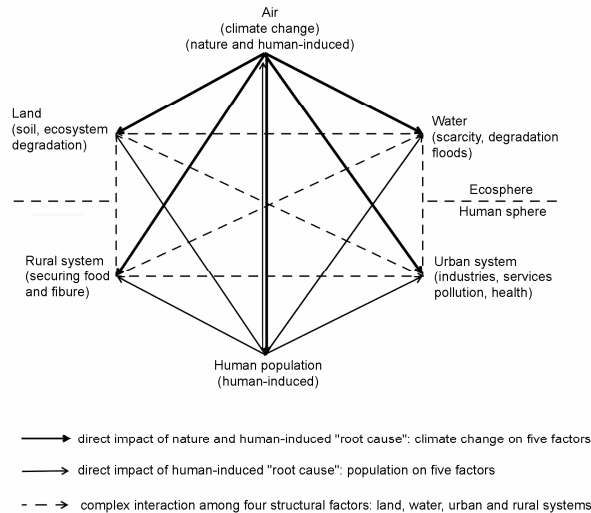 Air
(climate change)
(nature and human-induced)
Land
(soil, ecosystem
degradation)
Water
(scarcity, degradation
floods)
Ecosphere
Human sphere
Rural system
(securing food
and fibure)
Urban system
(industries, services
pollution, health)
Human population
(human-induced)
direct impact of nature and human-induced "root cause": climate change on five factors
direct impact of human-induced "root cause": population on five factors
complex interaction among four structural factors: land, water, urban and rural systems